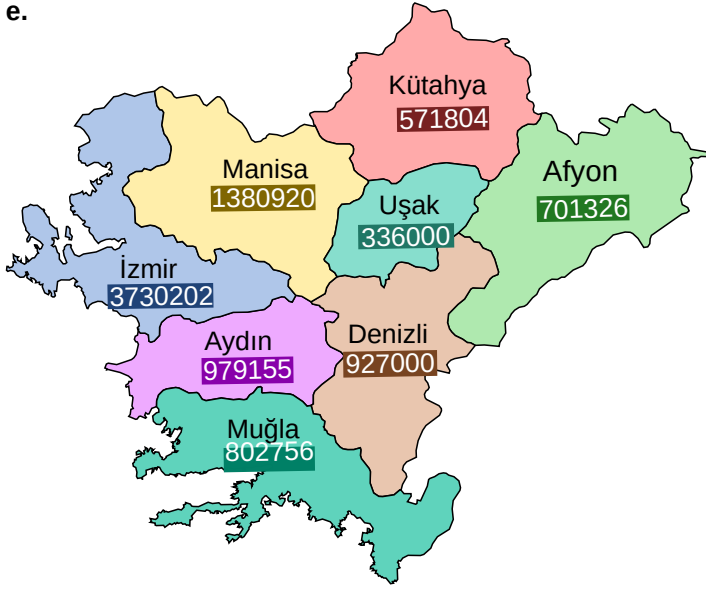 e.
Kütahya
571804
Manisa
1380920
Afyon
701326
Uşak
336000
İzmir
3730202
Aydın
979155
Denizli
927000
Muğla
802756